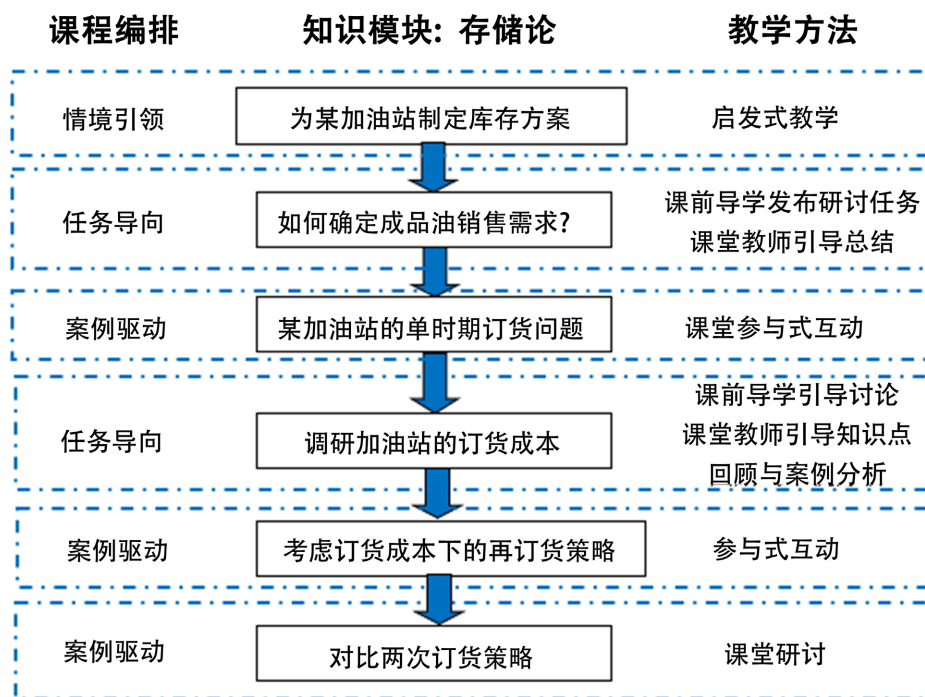 课程编排 知识模块: 存储论 教学方法
情境引领 为某加油站制定库存方案 启发式教学
任务导向 如何确定成品油销售需求? 课前导学发布研讨任务
课堂教师引导总结
案例驱动 某加油站的单时期订货问题 课堂参与式互动
课前导学引导讨论
任务导向 调研加油站的订货成本 课堂教师引导知识点
回顾与案例分析
案例驱动 考虑订货成本下的再订货策略 参与式互动
案例驱动 对比两次订货策略 课堂研讨